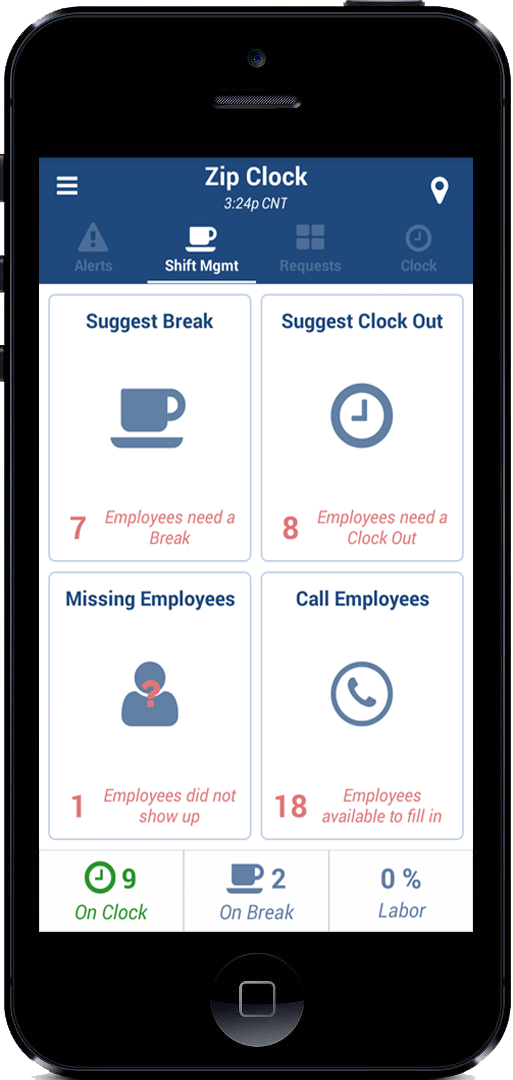 Zip Clock
3:24p CNT
Alerts
Shift Mgmt
Requests
Clock
Suggest Break
Suggest Clock Out
7
Employees need a
Break
8
Employees need a
Clock Out
Missing Employees
Call Employees
?
1
Employees did not
show up
18
Employees
available to fill in
9
On Clock
2
On Break
0 %
Labor